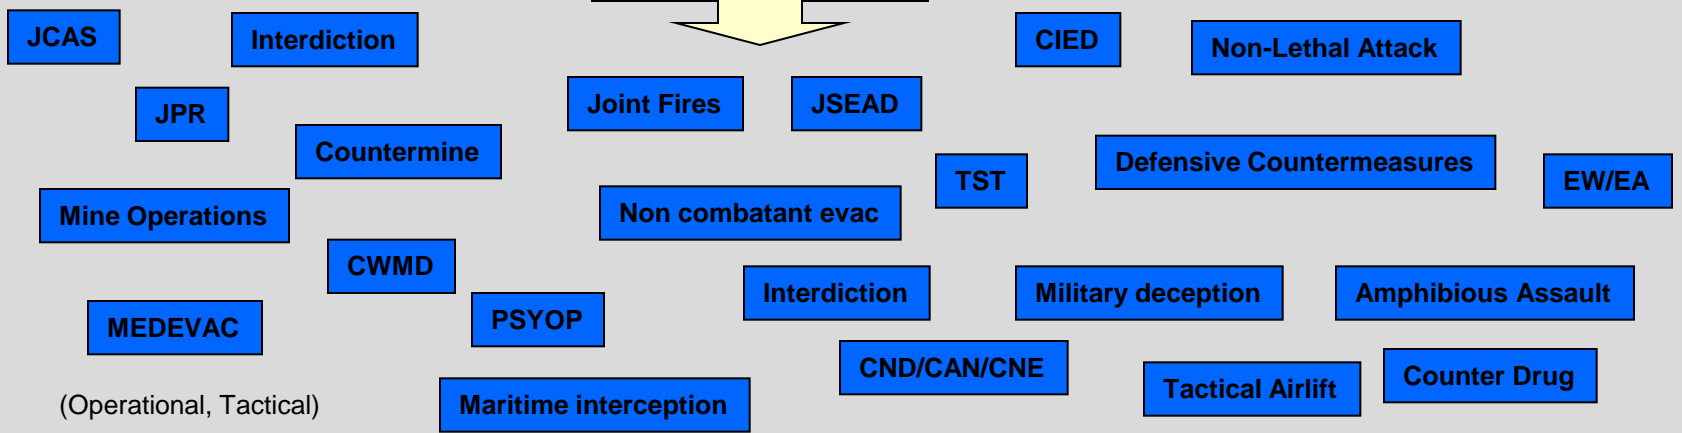 JCAS
Interdiction
CIED
Non-Lethal Attack
JPR
Joint Fires
JSEAD
Countermine
Defensive Countermeasures
TST
EW/EA
Mine Operations
Non combatant evac
CWMD
Interdiction
Military deception
Amphibious Assault
MEDEVAC
PSYOP
CND/CAN/CNE
Tactical Airlift
Counter Drug
(Operational, Tactical)
Maritime interception